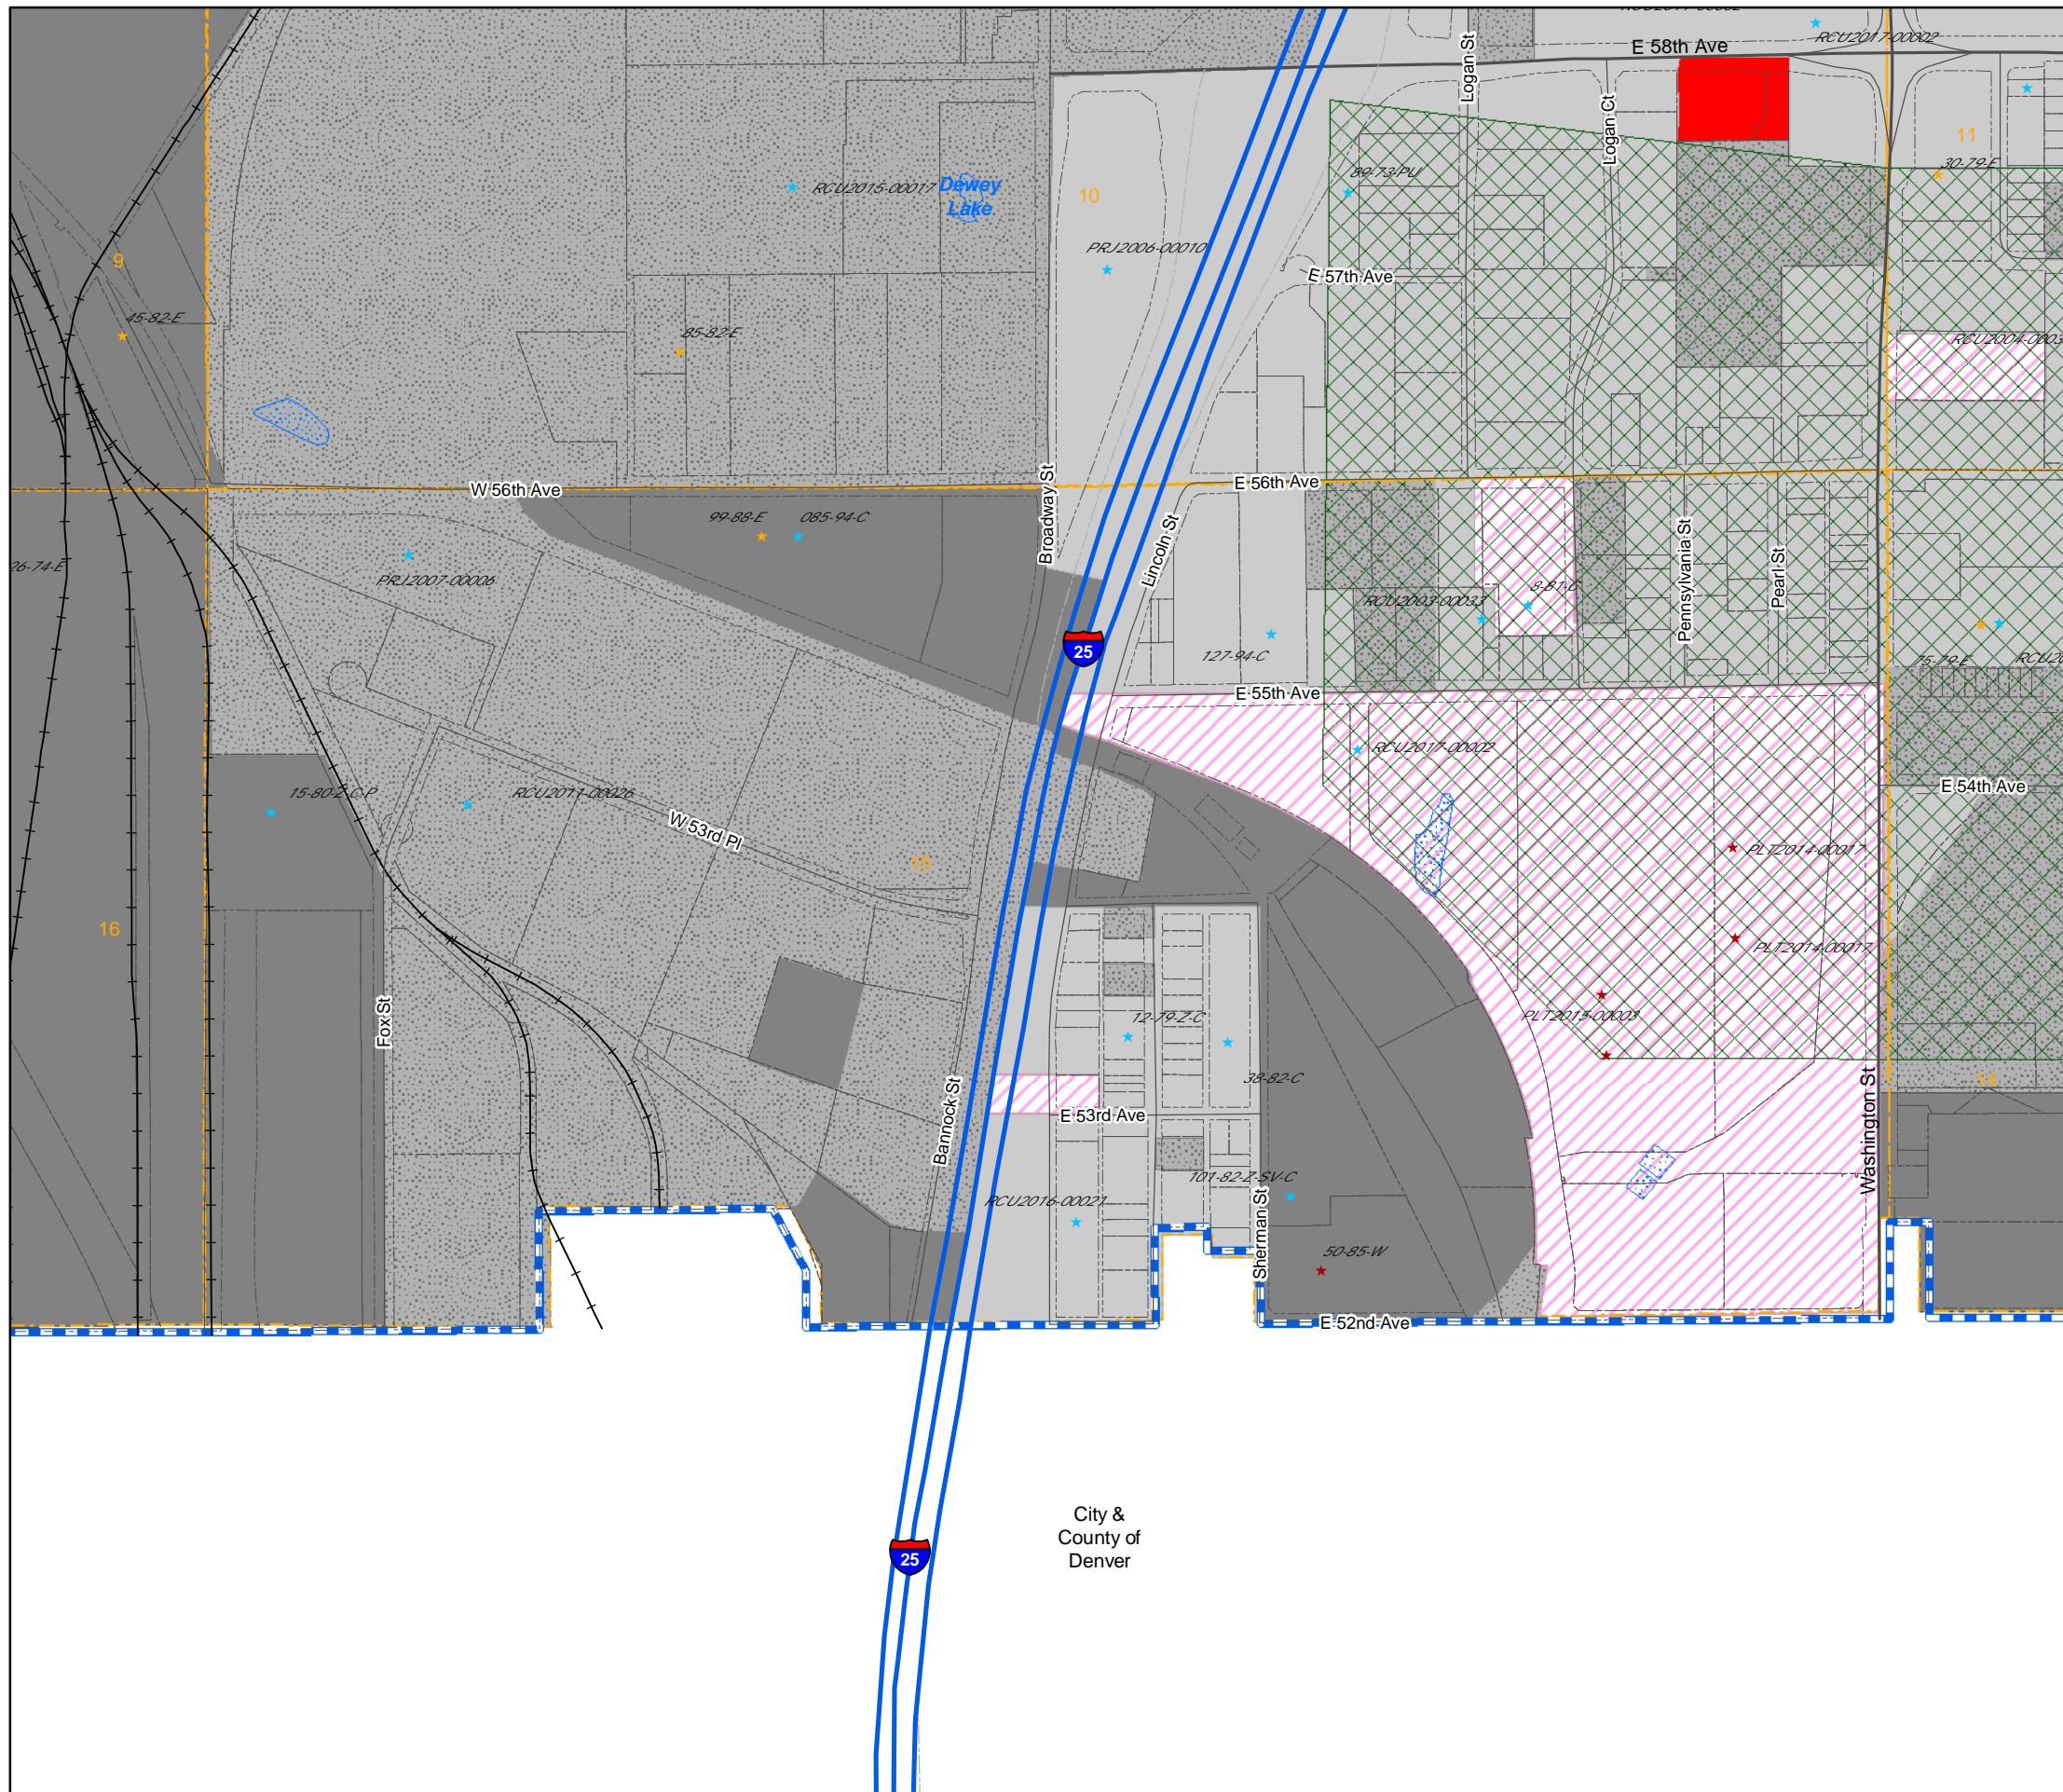 RCU2017-00002
E 58th Ave
Logan St
Logan Ct
11
30-79-E
89-73-PU
RCU2015-00017
Dewey
Lake
10
PRJ2006-00010
9
E 57th Ave
45-82-E
85-82-E
RCU2004-0003
W 56th Ave
Broadway St
E 56th Ave
Lincoln St
99-88-E
085-94-C
26-74-E
PRJ2007-00006
Pennsylvania St
Pearl St
8-81-C
RCU2003-00033
25
127-94-C
75-79-E
RCU20
E 55th Ave
RCU2017-00002
E 54th Ave
15-80-Z-C-P
RCU2011-00026
W 53rd Pl
15
PLT2014-00017
16
PLT2014-00017
Fox St
12-79-Z-C
PLT2015-00003
38-82-C
14
Bannock St
E 53rd Ave
Washington St
101-82-Z-SV-C
RCU2016-00021
Sherman St
50-85-W
E 52nd Ave
City &
County of
Denver
25